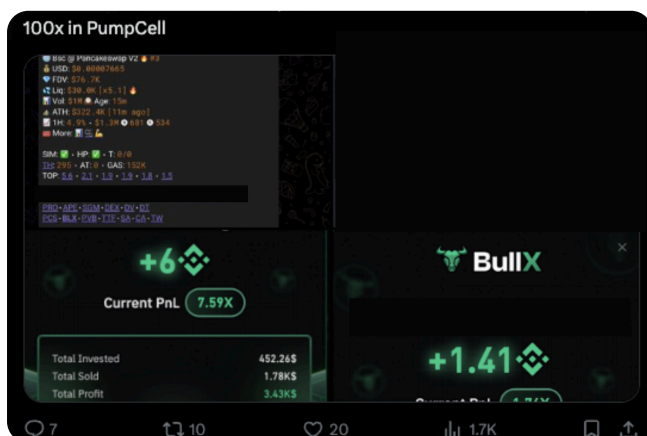 100x in PumpCell
Bsc @ Pancakeswap V2 🔥 #3
💰 USD: $0.00007665
💎 FDV: $76.7K
💦 Liq: $30.0K [x5.1] 🔥
📊 Vol: $1M 🕰 Age: 15m
⛰ ATH: $322.4K [11m ago]
📈 1H: 4.9% • $1.3M 🅑 681 🅢 534
More: 📊 💪
SIM: ✅ • HP: ✅ • T: 0/0
TH: 295 • AT: 0 • GAS: 152K
TOP: 5.6 • 2.1 • 1.9 • 1.9 • 1.8 • 1.5
PRO•APE•SGM•DEX•DV•DT
PCS•BLX•PVB•TTF•SA•CA•TW
+6
Current PnL 7.59X
Total Invested 452.26$
Total Sold 1.78K$
Total Profit 3.43K$
BullX
+1.41
Current PnL 1.76X
7 10 20 1.7K